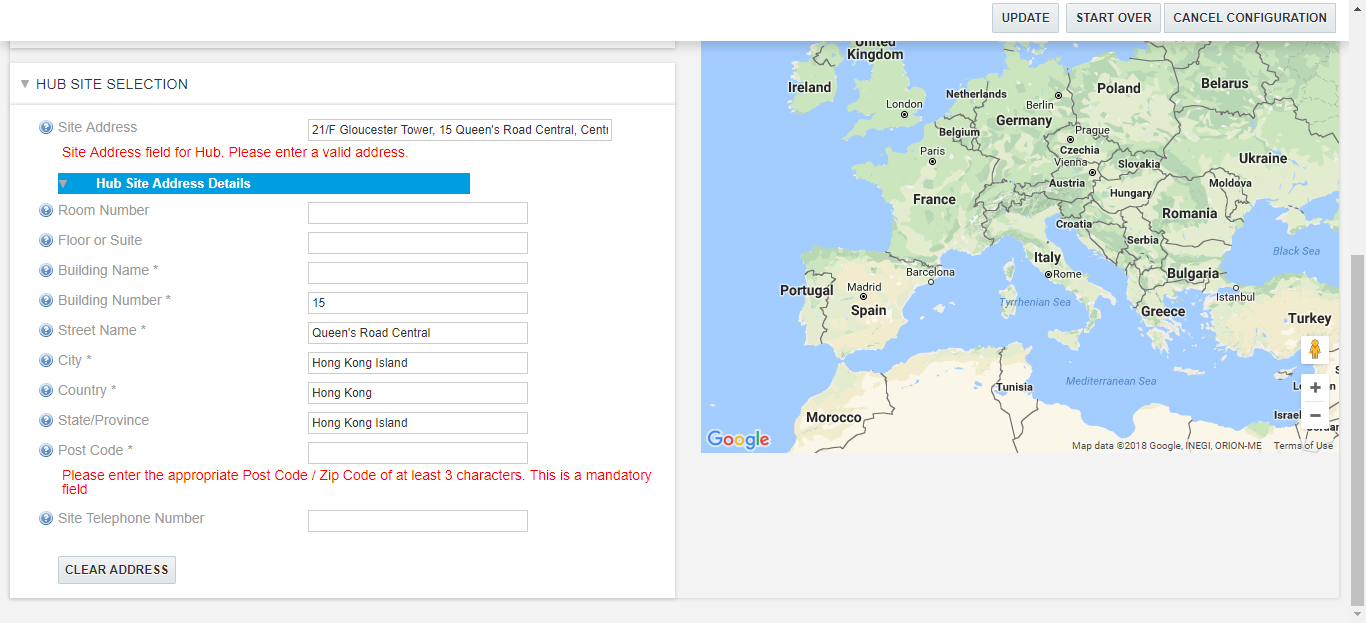 UPDATE START OVER CANCEL CONFIGURATION
HUB SITE SELECTION
Site Address 21/F Gloucester Tower, 15 Queen's Road Central, Centr
Site Address field for Hub. Please enter a valid address.
Hub Site Address Details
Room Number
Floor or Suite
Building Name *
Building Number * 15
Street Name * Queen's Road Central
City * Hong Kong Island
Country * Hong Kong
State/Province Hong Kong Island
Post Code *
Please enter the appropriate Post Code / Zip Code of at least 3 characters. This is a mandatory
field
Site Telephone Number
CLEAR ADDRESS
United
Kingdom
Ireland
Netherlands
Poland
Belarus
London
Berlin
Germany
Belgium
Prague
Paris
Czechia
Vienna
Slovakia
Ukraine
Austria
Moldova
France
Hungary
Romania
Croatia
Serbia
Black Sea
Italy
Barcelona
Rome
Bulgaria
Portugal
Madrid
Istanbul
Spain
Tyrrhenian Sea
Greece
Turkey
Tunisia
Mediterranean Sea
Morocco
Israel
Google
Map data ©2018 Google, INEGI, ORION-ME Terms of Use